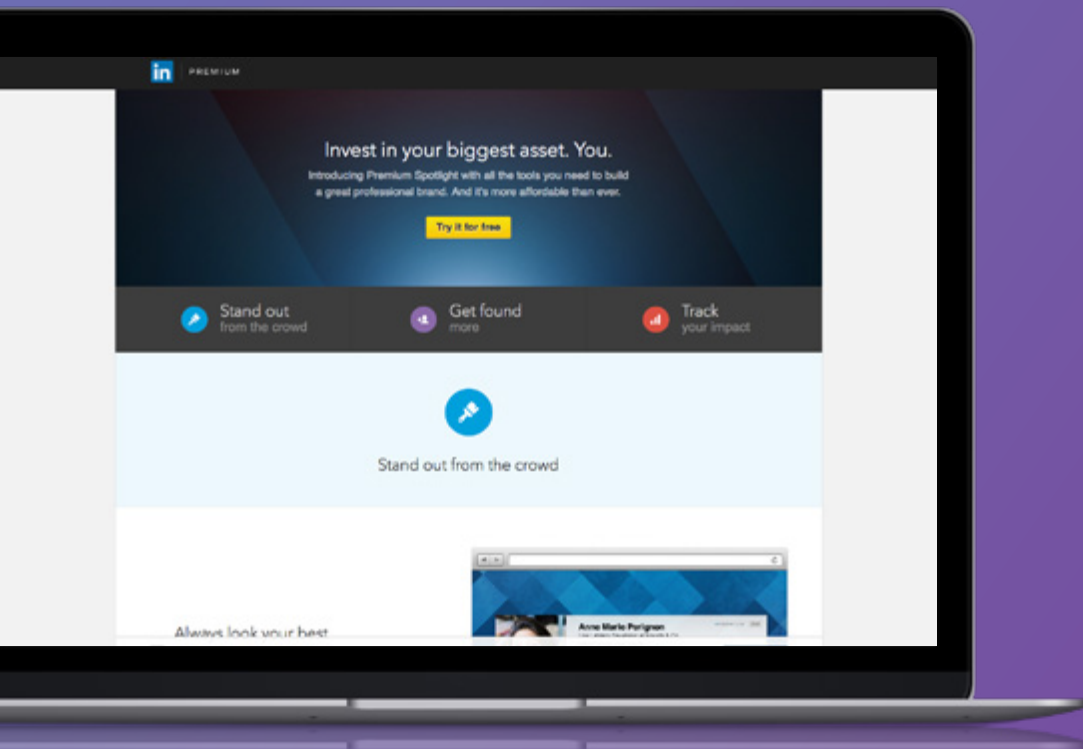 in PREMIUM
Invest in your biggest asset. You.
Introducing Premium Spotlight with all the tools you need to build
a great professional brand. And it's more affordable than ever.
Try it for free
Stand out
from the crowd
Get found
more
Track
your impact
Stand out from the crowd
Always look your best
Anne Marie Perignon